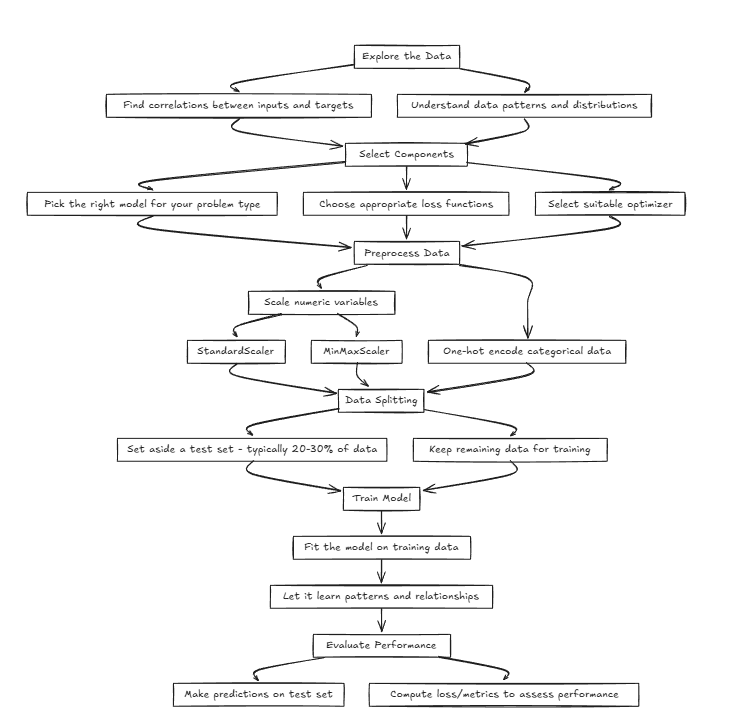 Explore the Data
Find correlations between inputs and targets
Understand data patterns and distributions
Select Components
Pick the right model for your problem type
Choose appropriate loss functions
Select suitable optimizer
Preprocess Data
Scale numeric variables
StandardScaler
MinMaxScaler
One-hot encode categorical data
Data Splitting
Set aside a test set - typically 20-30% of data
Keep remaining data for training
Train Model
Fit the model on training data
Let it learn patterns and relationships
Evaluate Performance
Make predictions on test set
Compute loss/metrics to assess performance